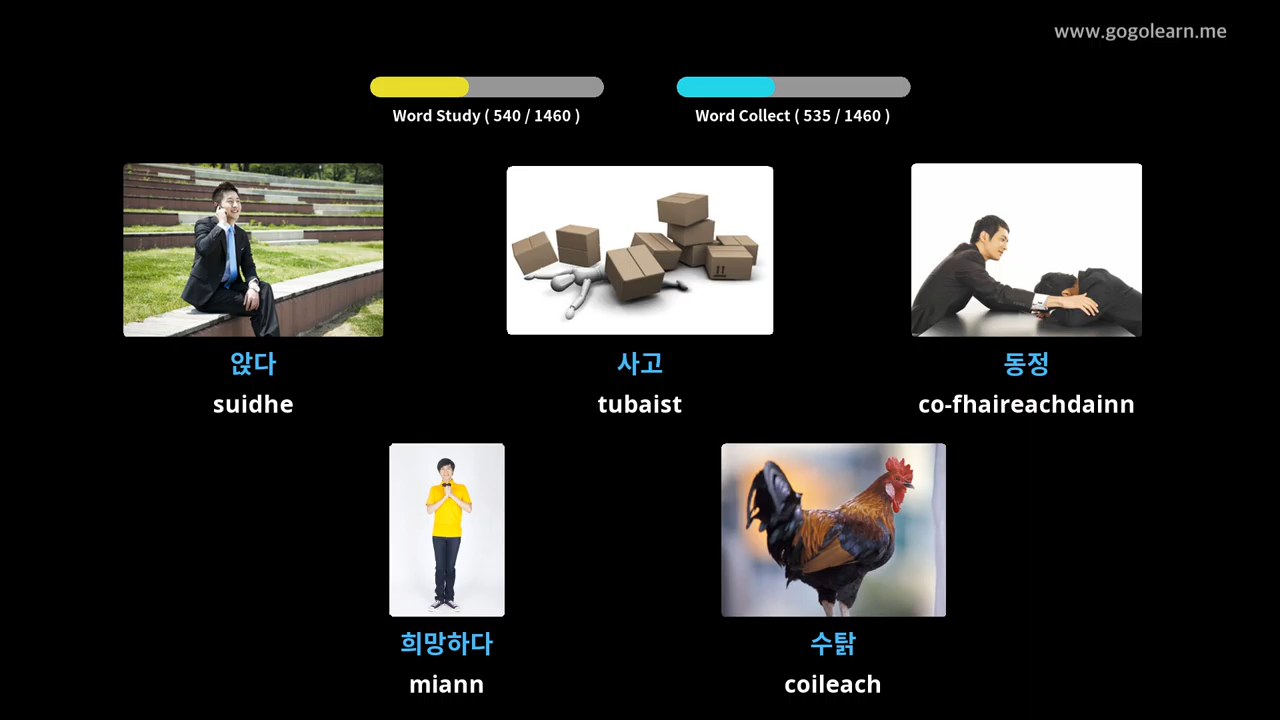 www.gogolearn.me
Word Study ( 540 / 1460 )
Word Collect ( 535 / 1460 )
앉다
suidhe
사고
tubaist
동정
co-fhaireachdainn
희망하다
miann
수탉
coileach